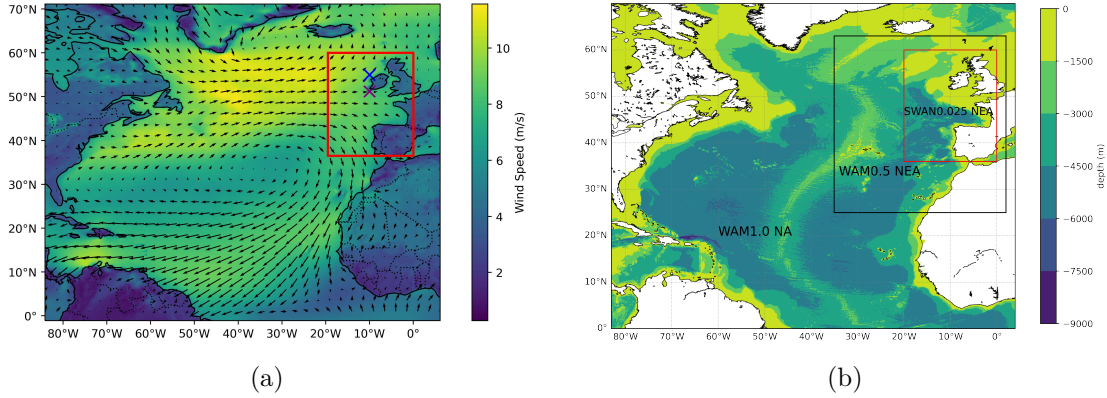 70°N
60°N
50°N
40°N
30°N
20°N
10°N
0°
80°W 70°W 60°W 50°W 40°W 30°W 20°W 10°W 0°
10
8
6
4
2
Wind Speed (m/s)
(a)
60°N
50°N
40°N
30°N
20°N
10°N
0°
80°W 70°W 60°W 50°W 40°W 30°W 20°W 10°W 0°
SWAN0.025 NEA
WAM0.5 NEA
WAM1.0 NA
0
−1500
−3000
−4500
−6000
−7500
−9000
depth (m)
(b)